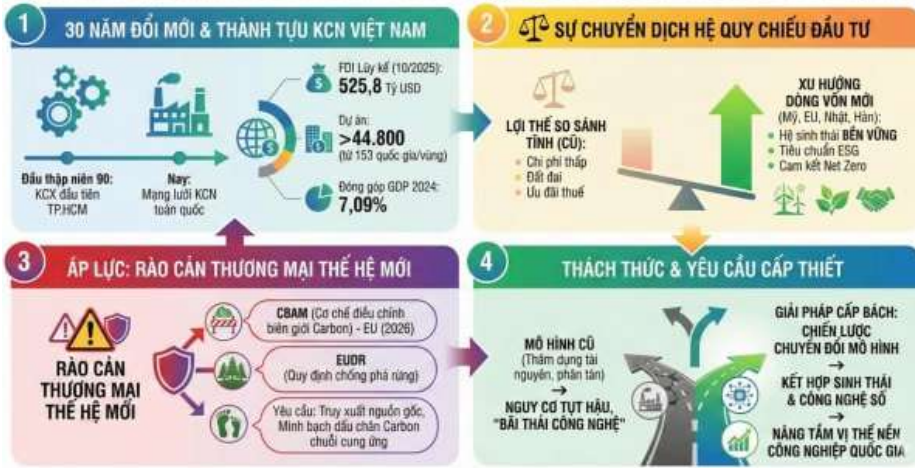 1
30 NĂM ĐỔI MỚI & THÀNH TỰU KCN VIỆT NAM
Đầu thập niên 90:
KCX đầu tiên
TP.HCM
Nay:
Mạng lưới KCN
toàn quốc
FDI Lũy kế (10/2025):
525,8 Tỷ USD
Dự án:
>44.800
(từ 153 quốc gia/vùng)
Đóng góp GDP 2024:
7,09%
2
SỰ CHUYỂN DỊCH HỆ QUY CHIẾU ĐẦU TƯ
LỢI THẾ SO SÁNH
TĨNH (CŨ):
Chi phí thấp
Đất đai
Ưu đãi thuế
XU HƯỚNG
DÒNG VỐN MỚI
(Mỹ, EU, Nhật, Hàn):
Hệ sinh thái BỀN VỮNG
Tiêu chuẩn ESG
Cam kết Net Zero
3
ÁP LỰC: RÀO CẢN THƯƠNG MẠI THẾ HỆ MỚI
RÀO CẢN
THƯƠNG MẠI
THẾ HỆ MỚI
CBAM (Cơ chế điều chỉnh
biên giới Carbon) - EU (2026)
EUDR
(Quy định chống phá rừng)
Yêu cầu: Truy xuất nguồn gốc,
Minh bạch dấu chân Carbon
chuỗi cung ứng
4
THÁCH THỨC & YÊU CẦU CẤP THIẾT
MÔ HÌNH CŨ
(Thâm dụng tài
nguyên, phân tán)
NGUY CƠ TỤT HẬU,
"BÃI THẢI CÔNG NGHỆ"
GIẢI PHÁP CẤP BÁCH:
CHIẾN LƯỢC
CHUYỂN ĐỔI MÔ HÌNH
KẾT HỢP SINH THÁI
& CÔNG NGHỆ SỐ
NÂNG TẦM VỊ THẾ NỀN
CÔNG NGHIỆP QUỐC GIA